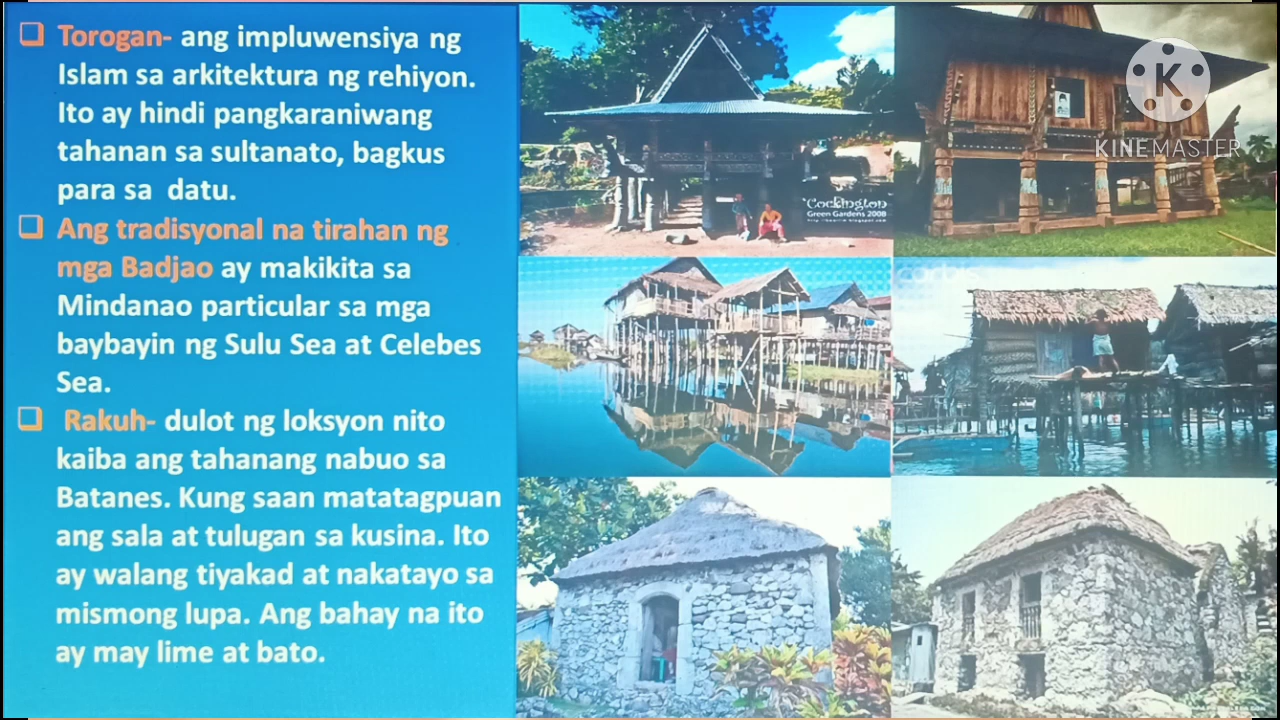 Torogan- ang impluwensiya ng
Islam sa arkitektura ng rehiyon.
Ito ay hindi pangkaraniwang
tahanan sa sultanato, bagkus
para sa datu.
Ang tradisyonal na tirahan ng
mga Badjao ay makikita sa
Mindanao particular sa mga
baybayin ng Sulu Sea at Celebes
Sea.
Rakuh- dulot ng loksyon nito
kaiba ang tahanang nabuo sa
Batanes. Kung saan matatagpuan
ang sala at tulugan sa kusina. Ito
ay walang tiyakad at nakatayo sa
mismong lupa. Ang bahay na ito
ay may lime at bato.
Cockington
Green Gardens 2008
K
KINEMASTER
corbis